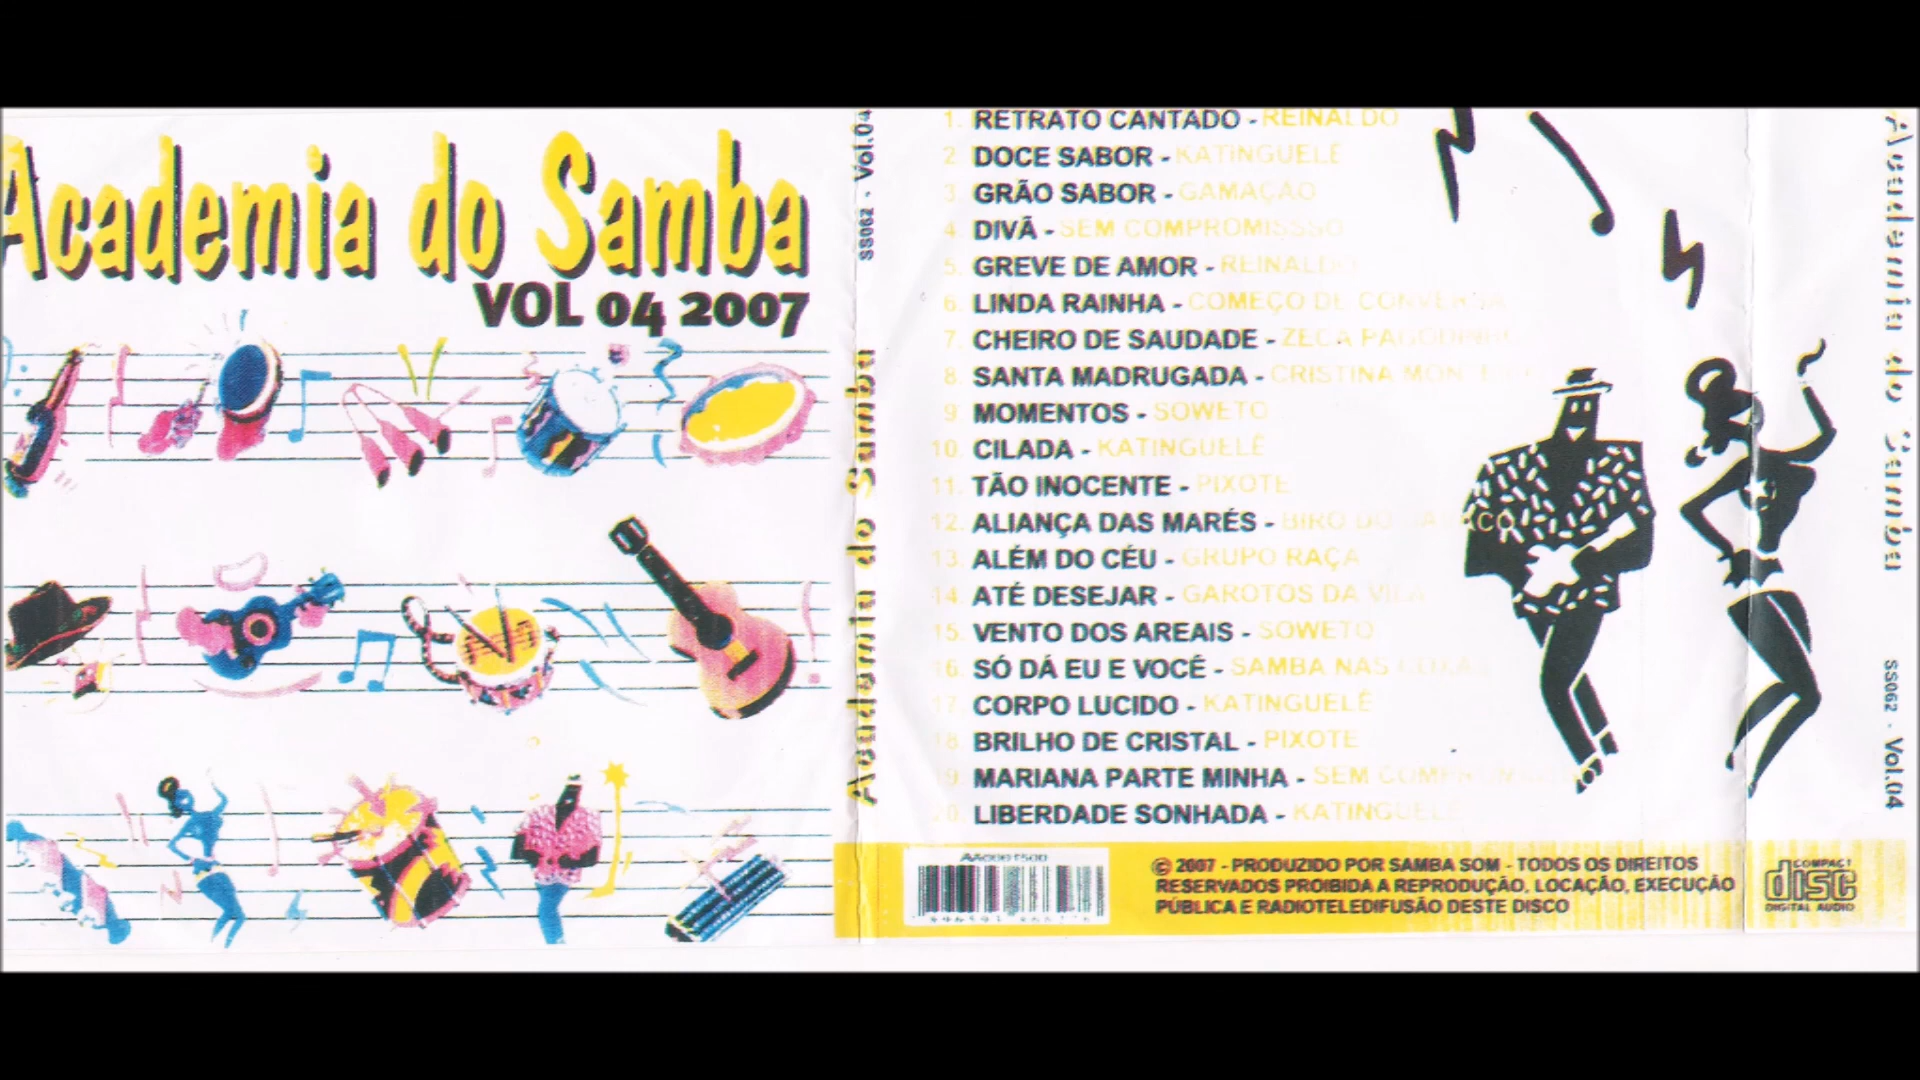 Academia do Samba
VOL 04 2007
Academia do Samba
SS062 - Vol.04
1. RETRATO CANTADO - REINALDO
2 DOCE SABOR - KATINGUELÊ
3 GRÃO SABOR - GAMAÇÃO
4. DIVÃ - SEM COMPROMISSSO
5. GREVE DE AMOR - REINALDO
6. LINDA RAINHA - COMEÇO DE CONVERSA
7. CHEIRO DE SAUDADE - ZECA PAGODINHO
8. SANTA MADRUGADA - CRISTINA
9. MOMENTOS - SOWETO
10. CILADA - KATINGUELÊ
11. TÃO INOCENTE - PIXOTE
12. ALIANÇA DAS MARÉS - BIRO DO
13. ALÉM DO CÉU - GRUPO RAÇA
14. ATÉ DESEJAR - GAROTOS DA VILA
15. VENTO DOS AREAIS - SOWETO
16. SÓ DÁ EU E VOCÉ - SAMBA NAS COXAS
17. CORPO LUCIDO - KATINGUELÊ
18. BRILHO DE CRISTAL - PIXOTE
19. MARIANA PARTE MINHA - SEM COMPROMISSO
20. LIBERDADE SONHADA - KATINGUELÊ
AA0001500
© 2007 - PRODUZIDO POR SAMBA SOM - TODOS OS DIREITOS
RESERVADOS PROIBIDA A REPRODUÇÃO, LOCAÇÃO, EXECUÇÃO
PÚBLICA E RADIOTELEDIFUSÃO DESTE DISCO
COMPACT
disc
DIGITAL AUDIO
Academia do Samba
SS062 - Vol.04